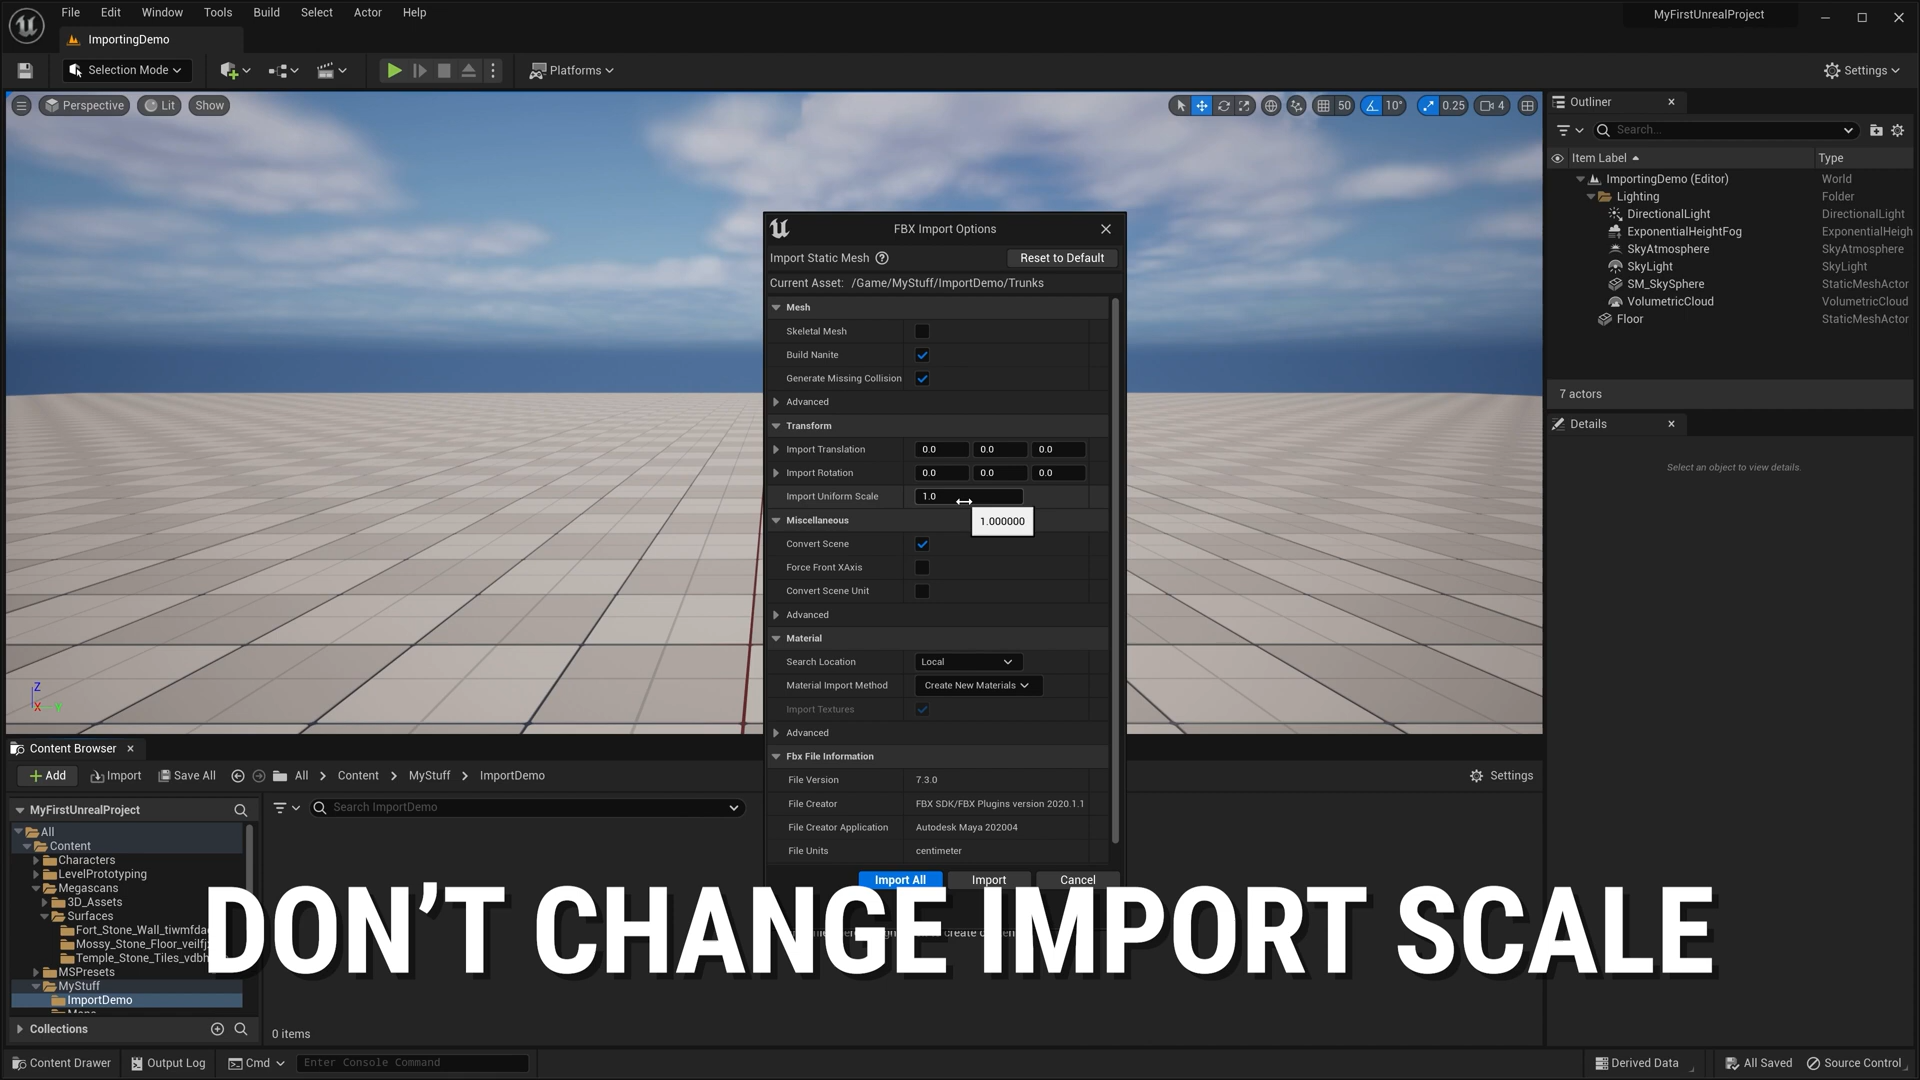 File Edit Window Tools Build Select Actor Help
MyFirstUnrealProject
ImportingDemo
Selection Mode
Platforms
Settings
Perspective Lit Show
50 10° 0.25 4
Outliner
Search...
Item Label Type
ImportingDemo (Editor) World
Lighting Folder
DirectionalLight DirectionalLight
ExponentialHeightFog ExponentialHeigh
SkyAtmosphere SkyAtmosphere
SkyLight SkyLight
SM_SkySphere StaticMeshActor
VolumetricCloud VolumetricCloud
Floor StaticMeshActor
7 actors
Details
Select an object to view details.
FBX Import Options
Import Static Mesh ? Reset to Default
Current Asset: /Game/MyStuff/ImportDemo/Trunks
Mesh
Skeletal Mesh
Build Nanite
Generate Missing Collision
Advanced
Transform
Import Translation 0.0 0.0 0.0
Import Rotation 0.0 0.0 0.0
Import Uniform Scale 1.0
1.000000
Miscellaneous
Convert Scene
Force Front XAxis
Convert Scene Unit
Advanced
Material
Search Location Local
Material Import Method Create New Materials
Import Textures
Advanced
Fbx File Information
File Version 7.3.0
File Creator FBX SDK/FBX Plugins version 2020.1.1
File Creator Application Autodesk Maya 202004
File Units centimeter
Import All Import Cancel
Z
X Y
Content Browser
+ Add Import Save All All > Content > MyStuff > ImportDemo Settings
MyFirstUnrealProject
Search ImportDemo
All
Content
Characters
LevelPrototyping
Megascans
3D_Assets
Surfaces
Fort_Stone_Wall_tiwmfdao
Mossy_Stone_Floor_veilfj
Temple_Stone_Tiles_vdbh
MSPresets
MyStuff
ImportDemo
DON'T CHANGE IMPORT SCALE
Collections
0 items
Content Drawer Output Log Cmd Enter Console Command
Derived Data All Saved Source Control